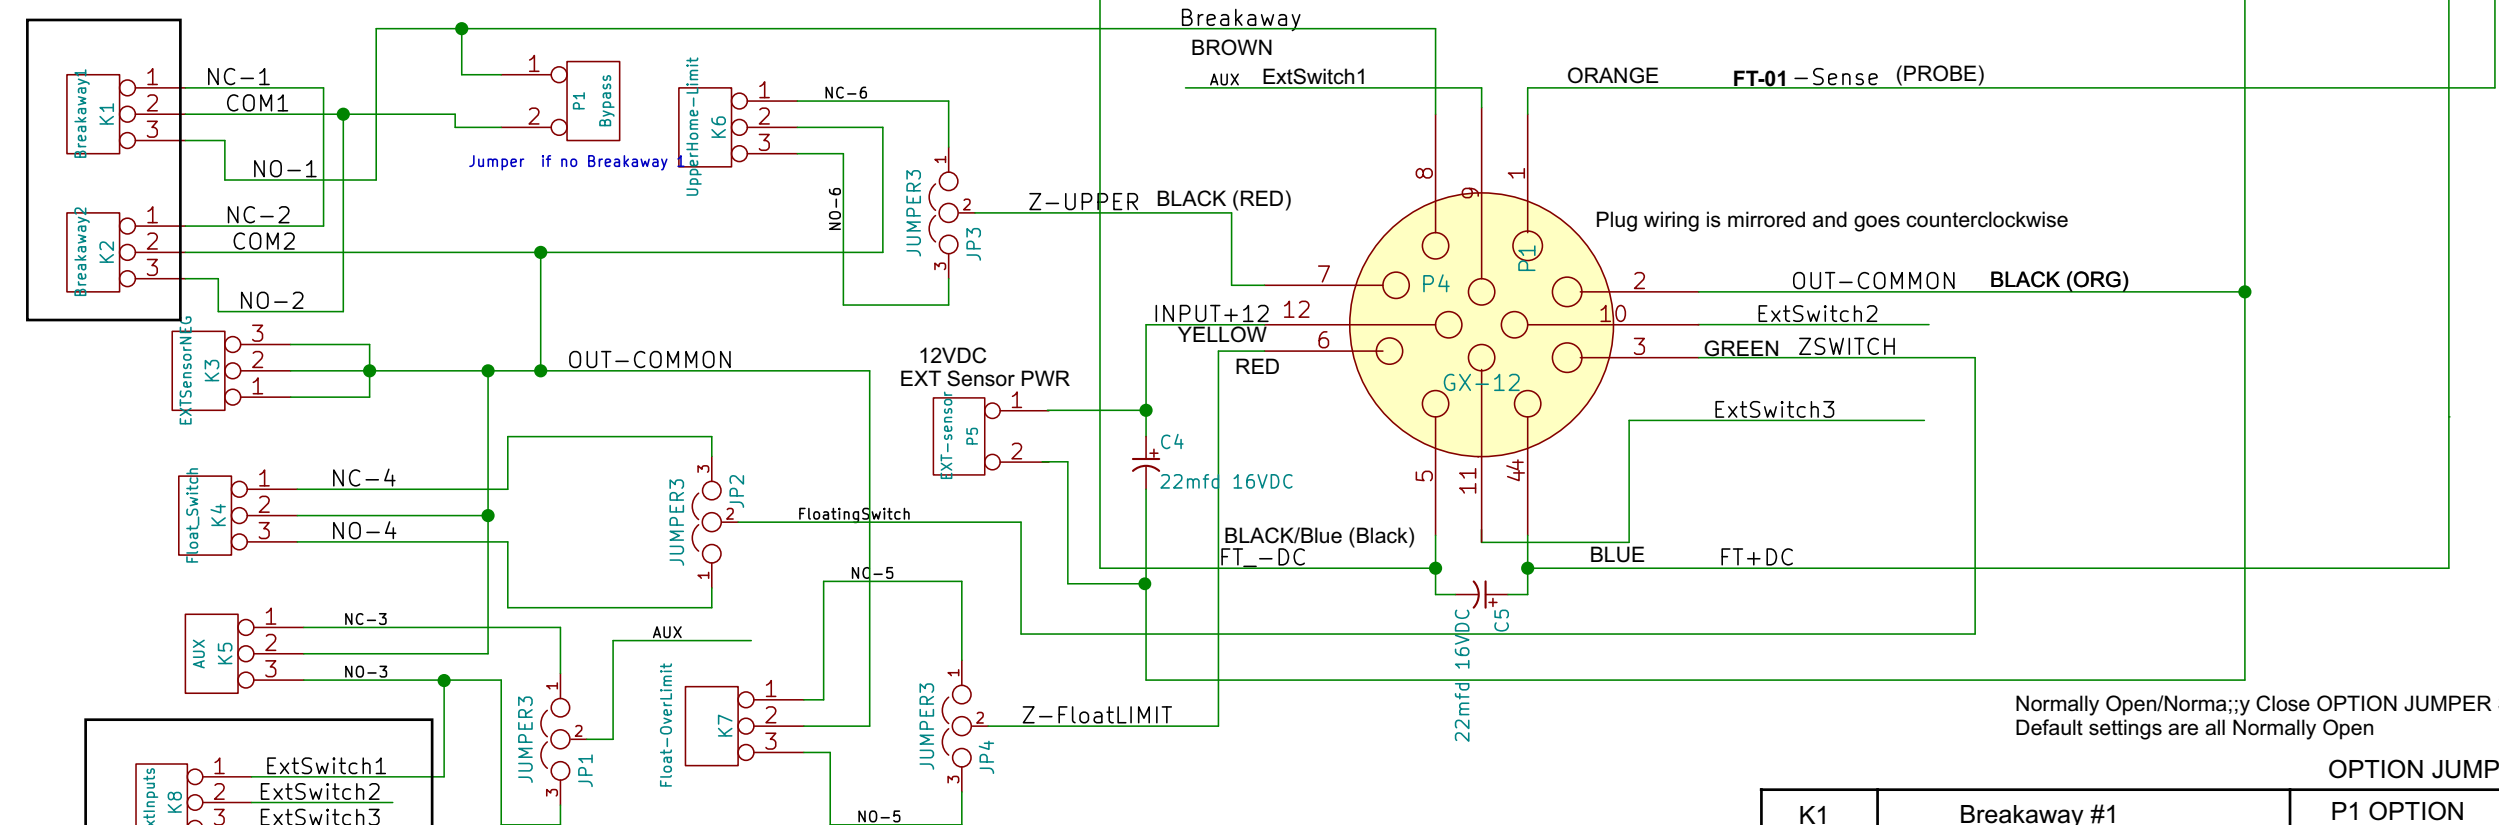 Breakaway
BROWN
AUX ExtSwitch1
ORANGE FT-01 -Sense (PROBE)
Breakaway1
K1
1 NC-1
2 COM1
3
NO-1
1
2
P1
Bypass
Jumper if no Breakaway 1
UpperHome-Limit
K6
1 NC-6
2
3
NO-6
JUMPER3
1
2
3
JP3
Z-UPPER BLACK (RED)
8
9
1
Plug wiring is mirrored and goes counterclockwise
Breakaway2
K2
1 NC-2
2 COM2
3
NO-2
P4
P1
7
2 OUT-COMMON BLACK (ORG)
INPUT+12 12
YELLOW
10 ExtSwitch2
6
RED
3 GREEN ZSWITCH
GX-12
EXTSensorNEG
K3
3
2
1
OUT-COMMON
12VDC
EXT Sensor PWR
EXT-sensor
P5
1
2
C4
+
22mfd 16VDC
ExtSwitch3
5
11
44
Float_Switch
K4
1 NC-4
2
3 NO-4
JUMPER3
3
2
1
JP2
FloatingSwitch
BLACK/Blue (Black)
FT_-DC
BLUE FT+DC
+
C5
22mfd 16VDC
AUX
K5
1 NC-3
2
3 NO-3
AUX
JUMPER3
1
2
3
JP1
NC-5
Float-OverLimit
K7
1
2
3
NO-5
JUMPER3
1
2
3
JP4
Z-FloatLIMIT
Normally Open/Norma;;y Close OPTION JUMPER
Default settings are all Normally Open
OPTION JUMP
tInputs
K8
1 ExtSwitch1
2 ExtSwitch2
3 ExtSwitch3
K1 Breakaway #1 P1 OPTION